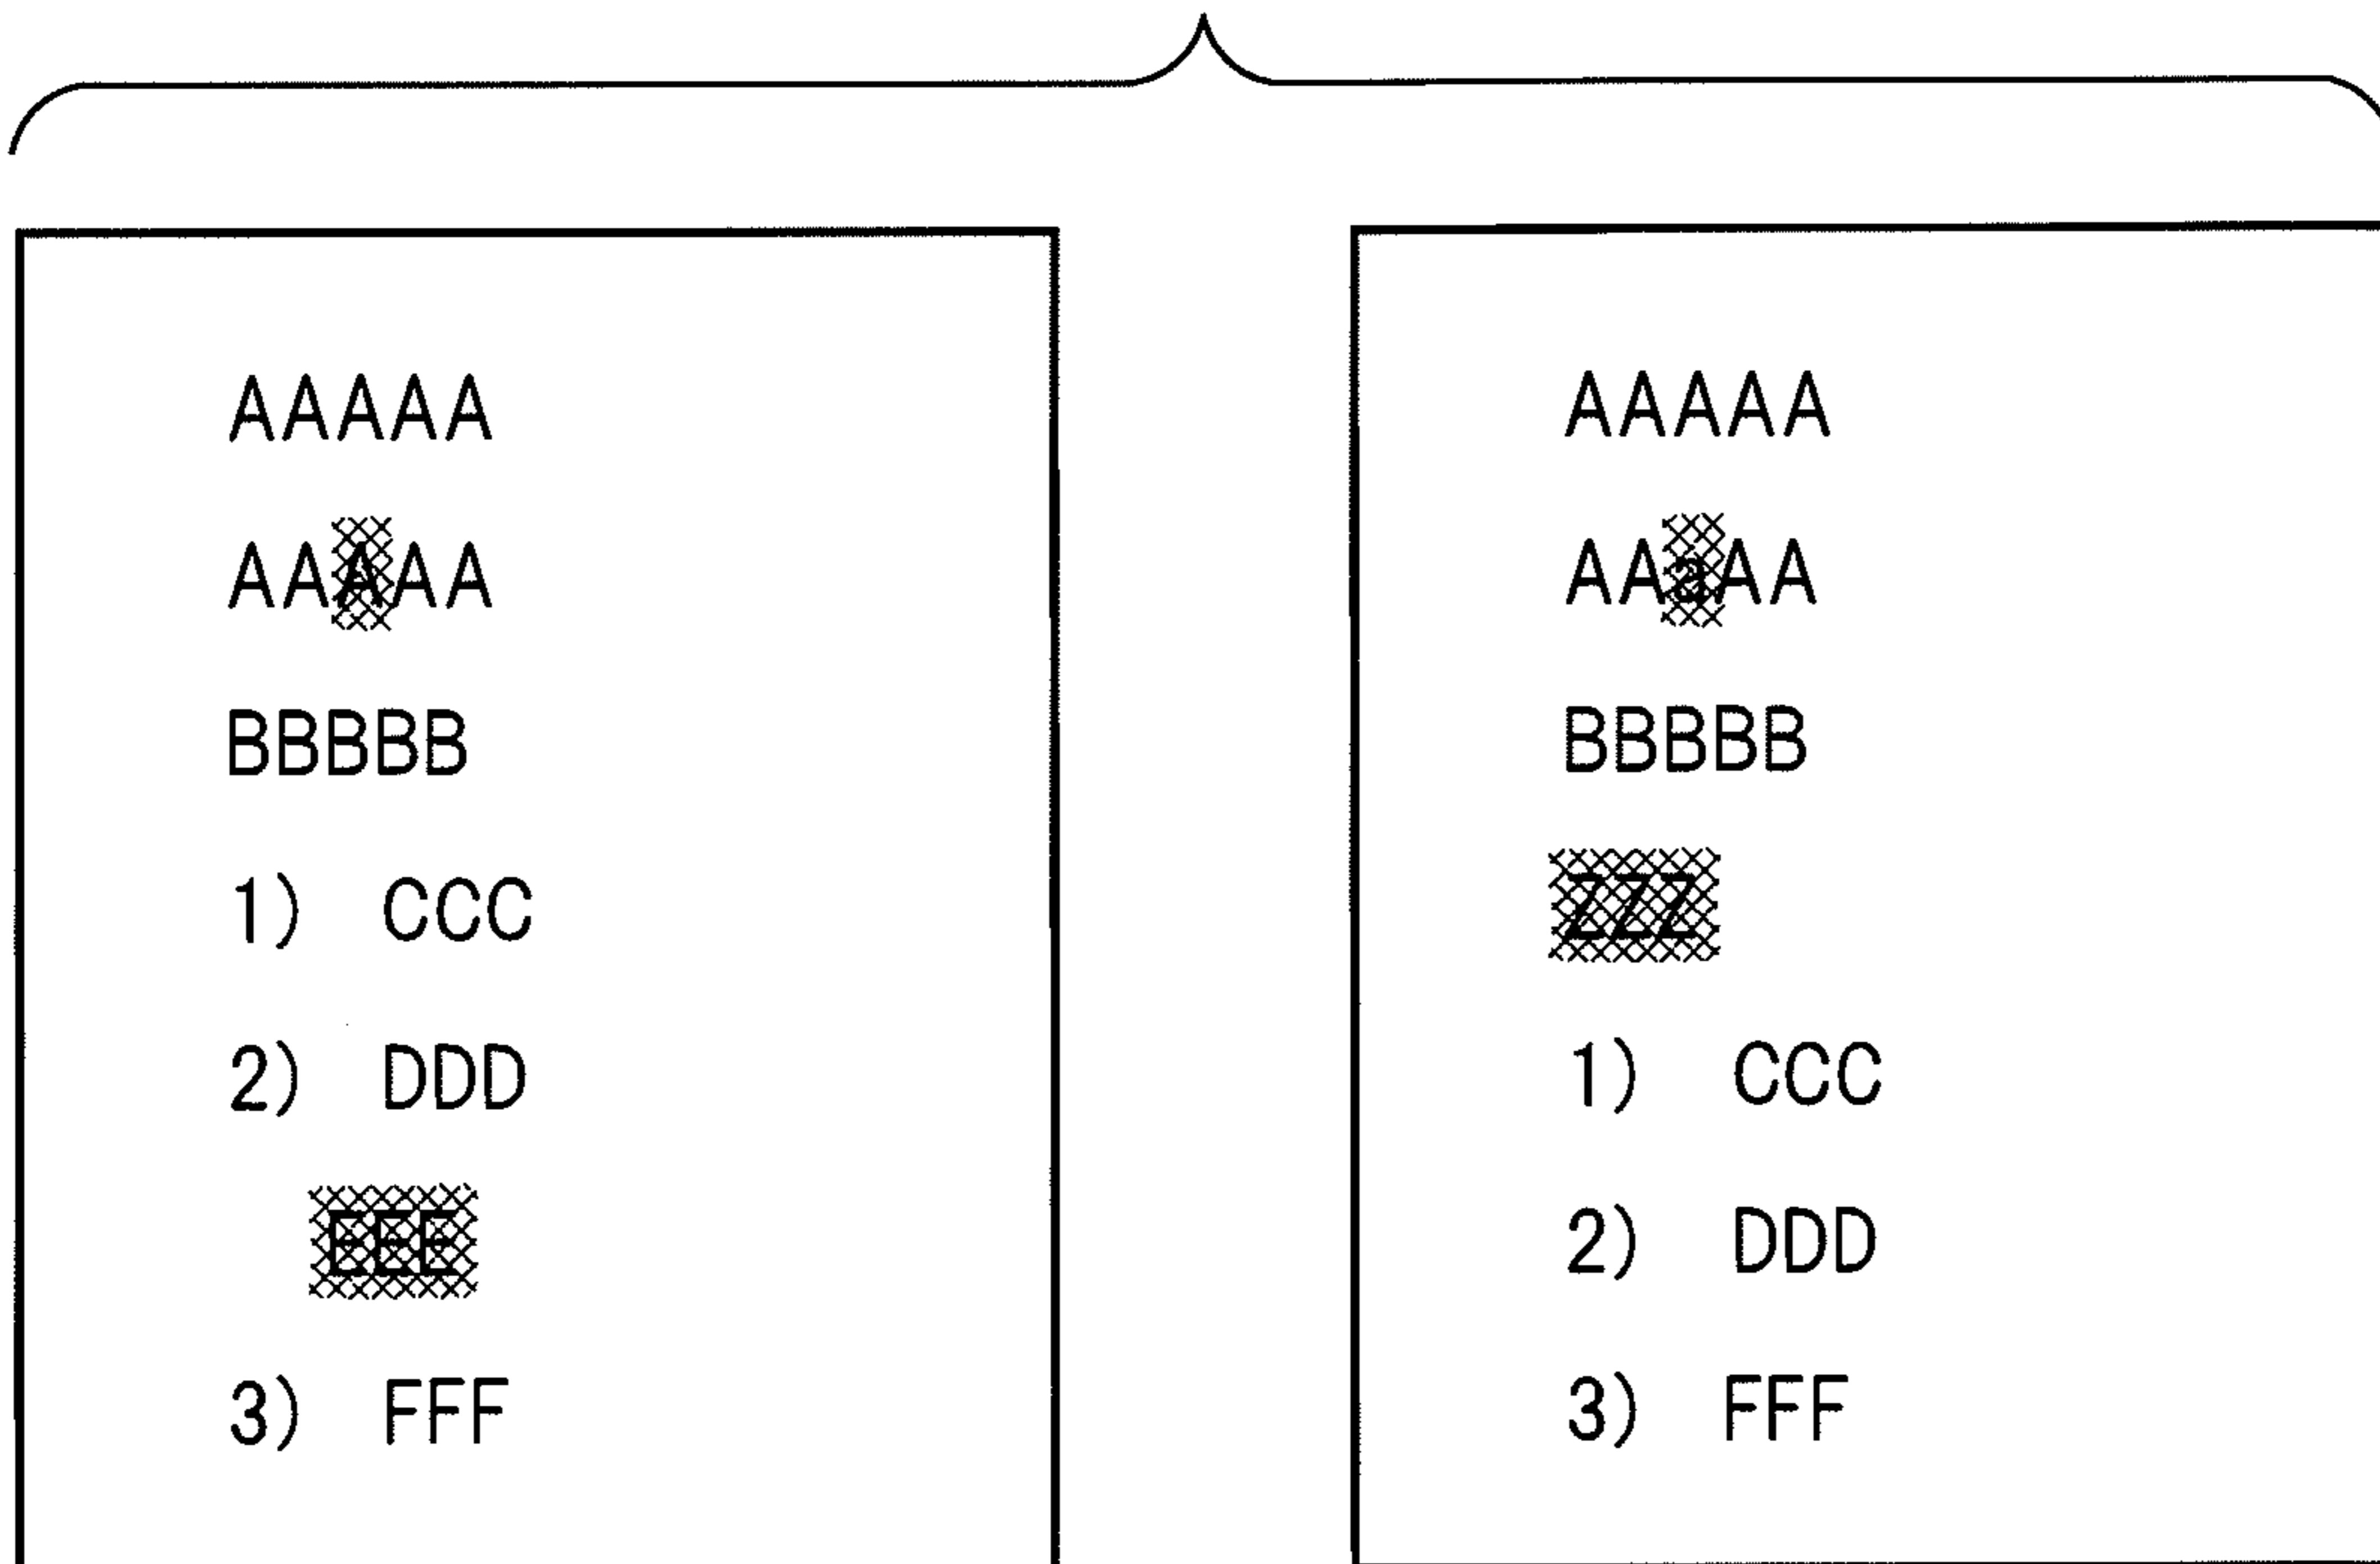 AAAAA
AAAAA
BBBBB
1) CCC
2) DDD
EEE
3) FFF
AAAAA
AAaAA
BBBBB
ZZZ
1) CCC
2) DDD
3) FFF